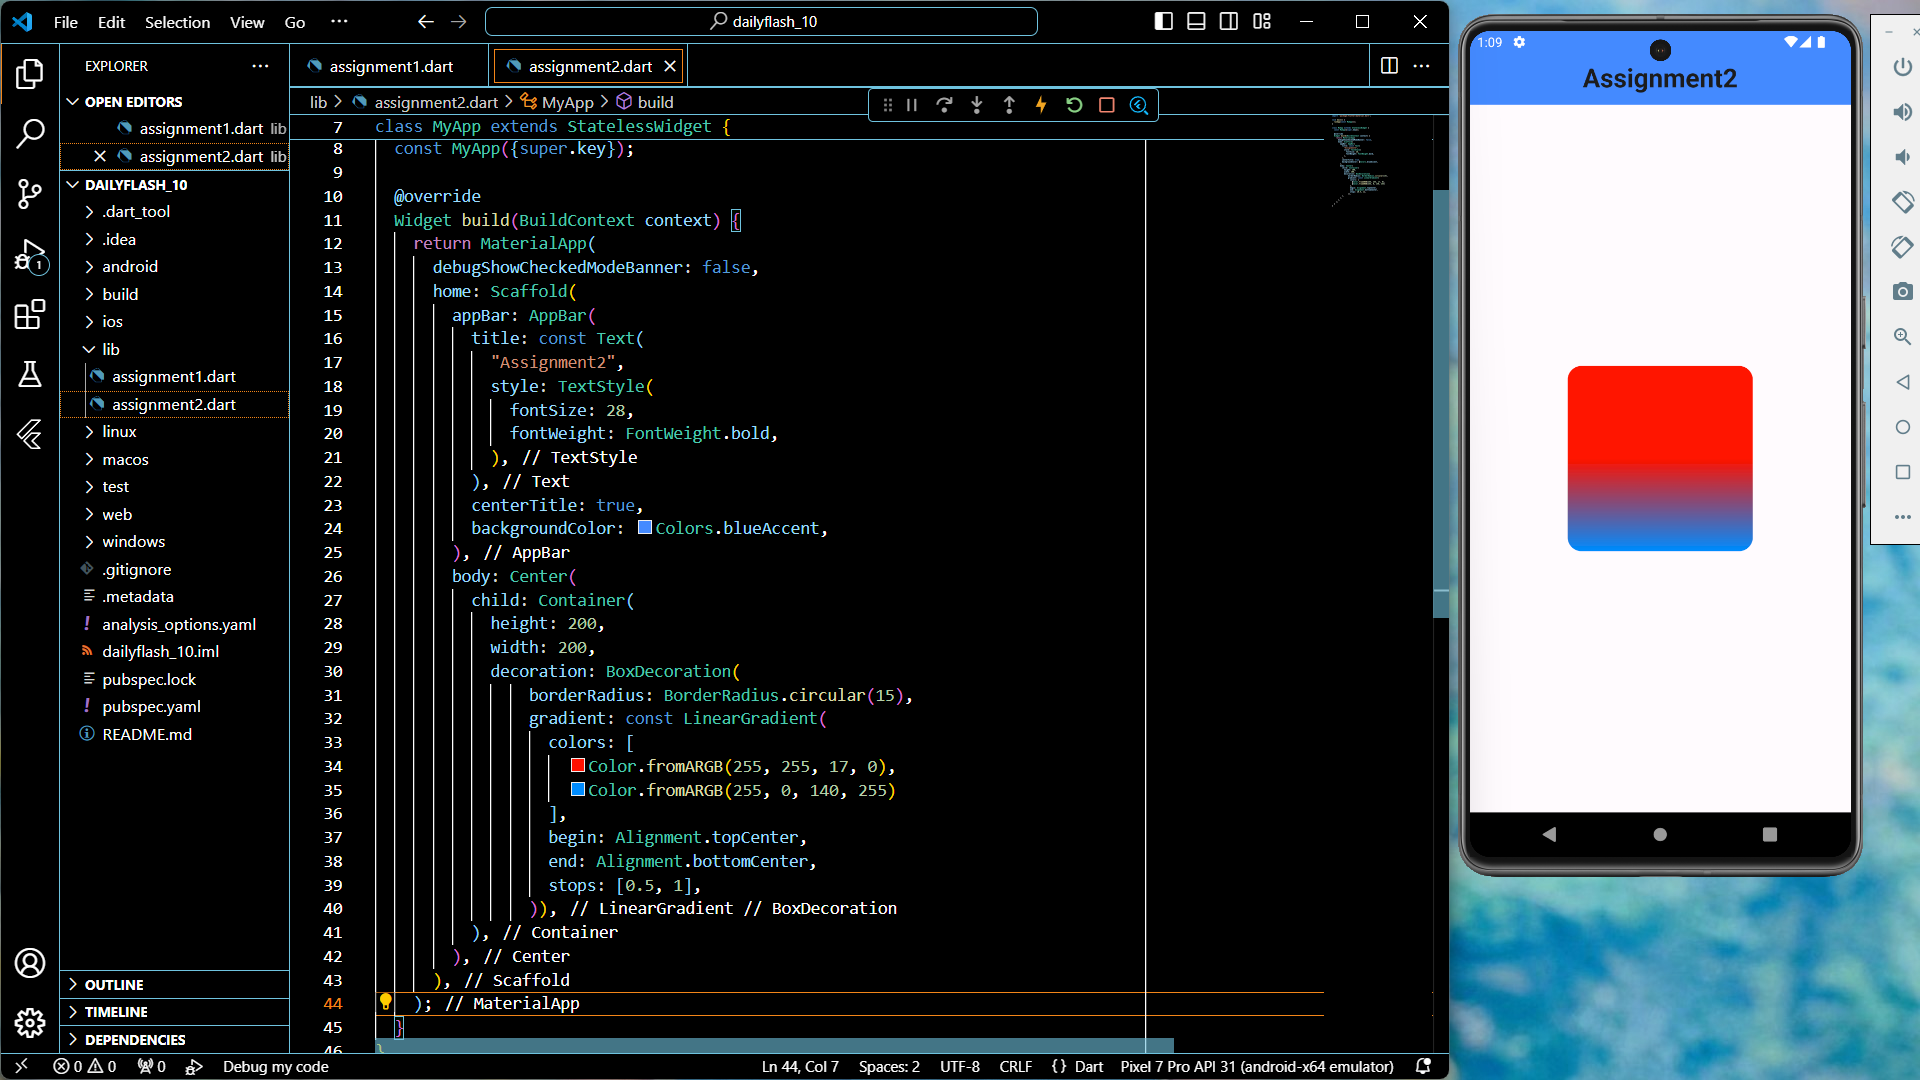 File Edit Selection View Go ···
dailyflash_10
EXPLORER
OPEN EDITORS
assignment1.dart lib
assignment2.dart lib
DAILYFLASH_10
.dart_tool
.idea
android
build
ios
lib
assignment1.dart
assignment2.dart
linux
macos
test
web
windows
.gitignore
.metadata
! analysis_options.yaml
dailyflash_10.iml
pubspec.lock
! pubspec.yaml
README.md
OUTLINE
TIMELINE
DEPENDENCIES
1
assignment1.dart
assignment2.dart
lib > assignment2.dart > MyApp > build
7 class MyApp extends StatelessWidget {
8 const MyApp({super.key});
9
10 @override
11 Widget build(BuildContext context) {
12 return MaterialApp(
13 debugShowCheckedModeBanner: false,
14 home: Scaffold(
15 appBar: AppBar(
16 title: const Text(
17 "Assignment2",
18 style: TextStyle(
19 fontSize: 28,
20 fontWeight: FontWeight.bold,
21 ), // TextStyle
22 ), // Text
23 centerTitle: true,
24 backgroundColor: Colors.blueAccent,
25 ), // AppBar
26 body: Center(
27 child: Container(
28 height: 200,
29 width: 200,
30 decoration: BoxDecoration(
31 borderRadius: BorderRadius.circular(15),
32 gradient: const LinearGradient(
33 colors: [
34 Color.fromARGB(255, 255, 17, 0),
35 Color.fromARGB(255, 0, 140, 255)
36 ],
37 begin: Alignment.topCenter,
38 end: Alignment.bottomCenter,
39 stops: [0.5, 1],
40 )), // LinearGradient // BoxDecoration
41 ), // Container
42 ), // Center
43 ), // Scaffold
44 ); // MaterialApp
45 }
46 }
0 0 0 Debug my code
Ln 44, Col 7 Spaces: 2 UTF-8 CRLF {} Dart Pixel 7 Pro API 31 (android-x64 emulator)
1:09
Assignment2